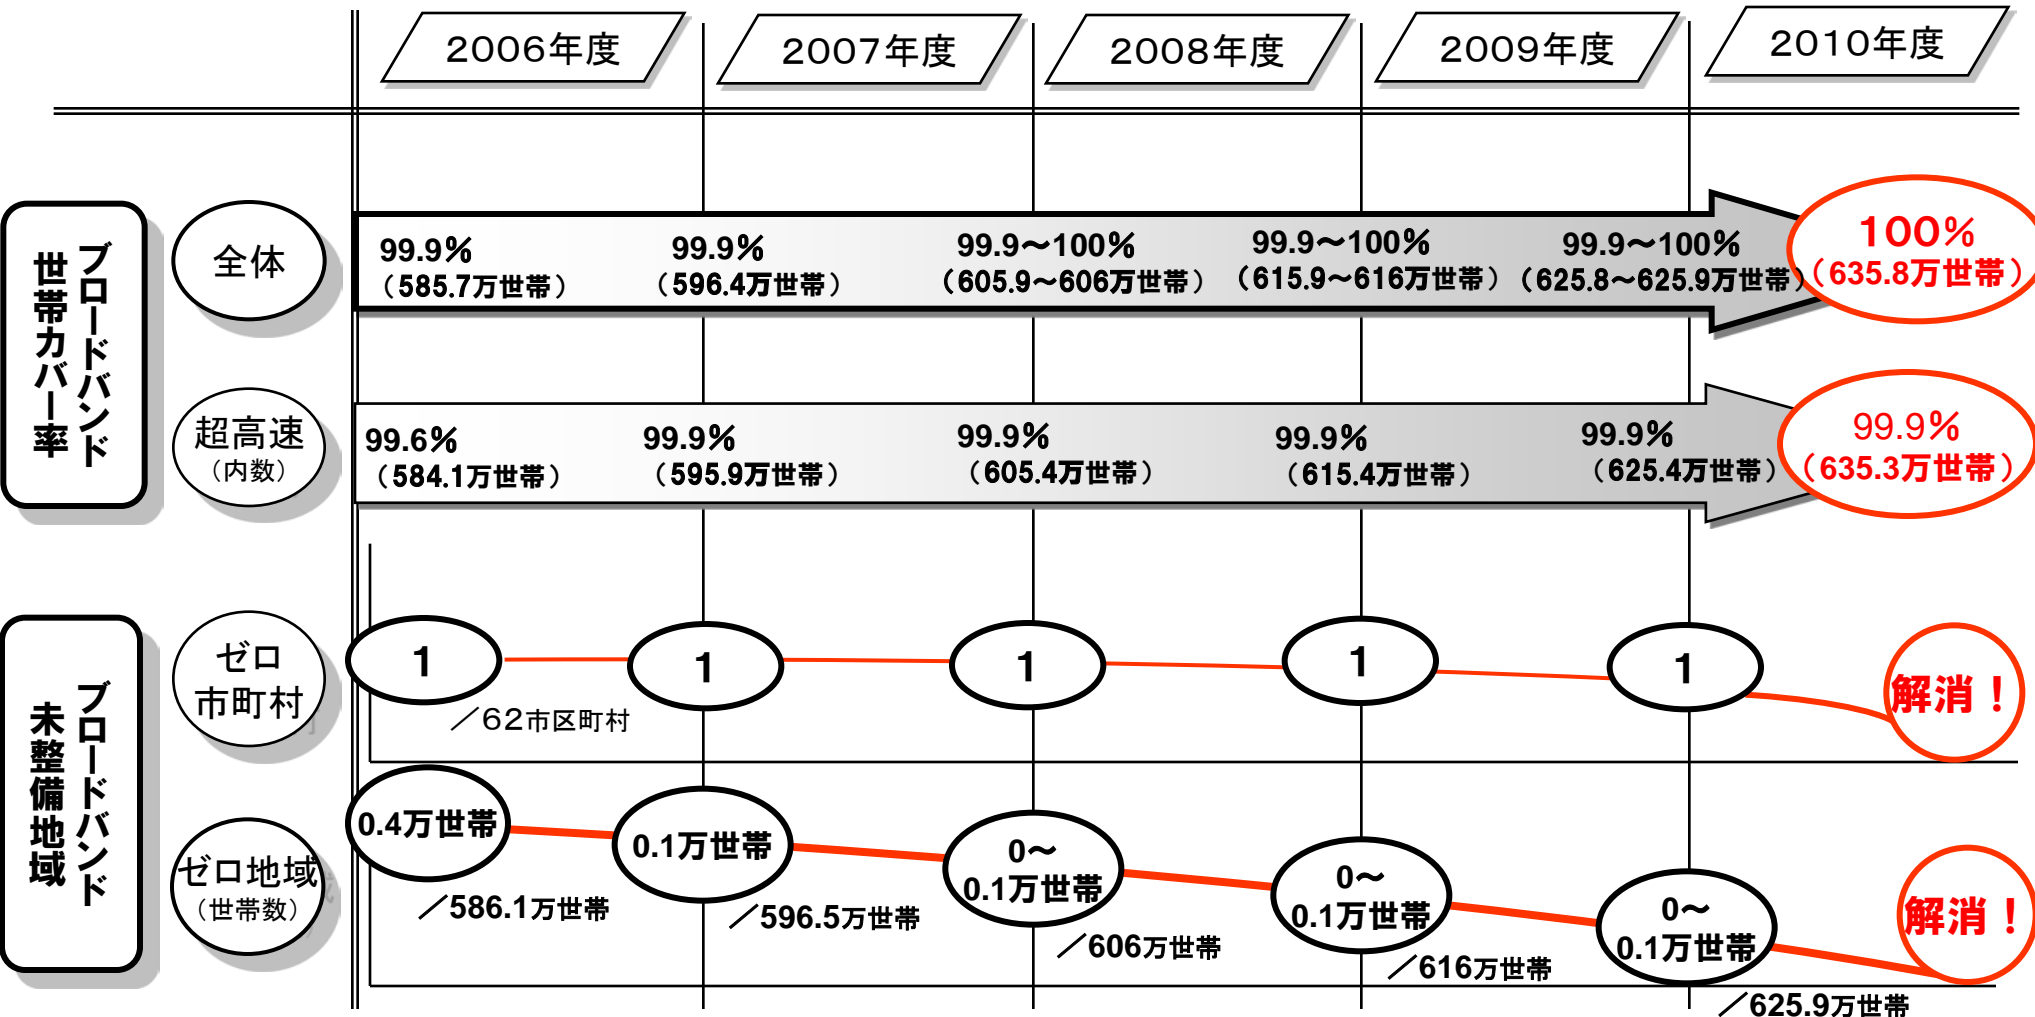 2006年度
2007年度
2008年度
2009年度
2010年度
ブロードバンド
世帯カバー率
全体
99.9%
（585.7万世帯）
99.9%
（596.4万世帯）
99.9～100%
（605.9～606万世帯）
99.9～100%
（615.9～616万世帯）
99.9～100%
（625.8～625.9万世帯）
100%
（635.8万世帯）
超高速
（内数）
99.6%
（584.1万世帯）
99.9%
（595.9万世帯）
99.9%
（605.4万世帯）
99.9%
（615.4万世帯）
99.9%
（625.4万世帯）
99.9%
（635.3万世帯）
ブロードバンド
未整備地域
ゼロ
市町村
1
／62市区町村
1
1
1
1
解消！
ゼロ地域
（世帯数）
0.4万世帯
／586.1万世帯
0.1万世帯
／596.5万世帯
0～
0.1万世帯
／606万世帯
0～
0.1万世帯
／616万世帯
0～
0.1万世帯
／625.9万世帯
解消！